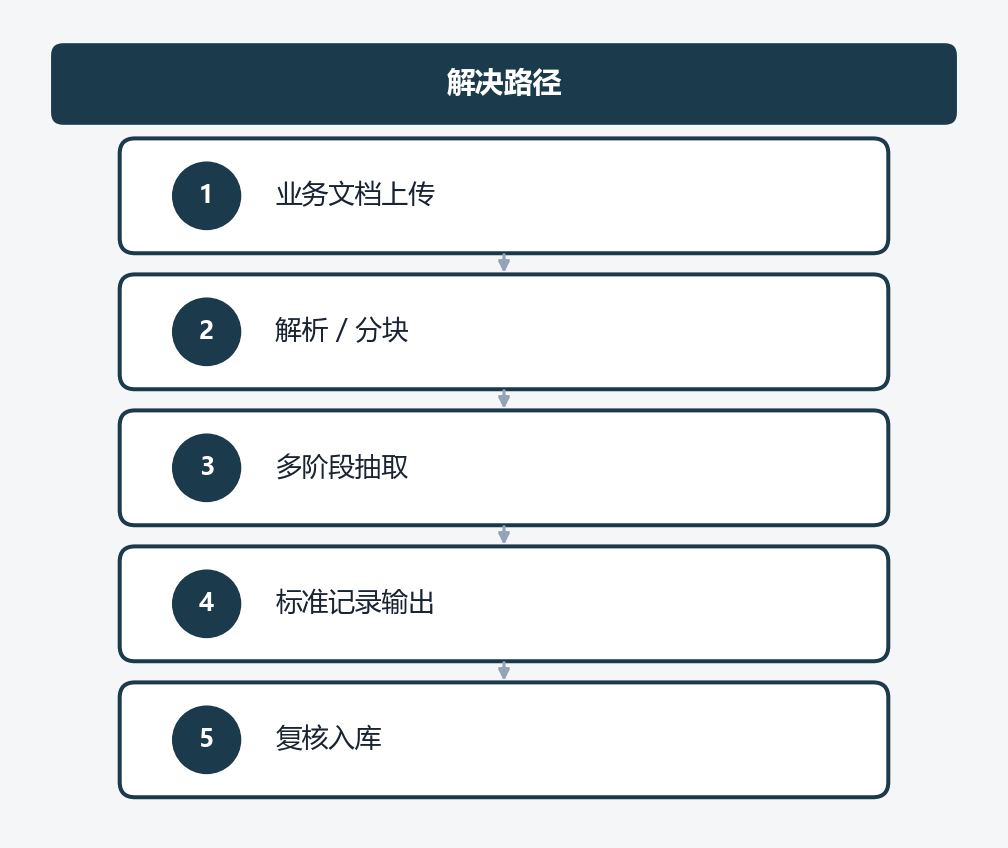 解决路径
1 业务文档上传
2 解析 / 分块
3 多阶段抽取
4 标准记录输出
5 复核入库